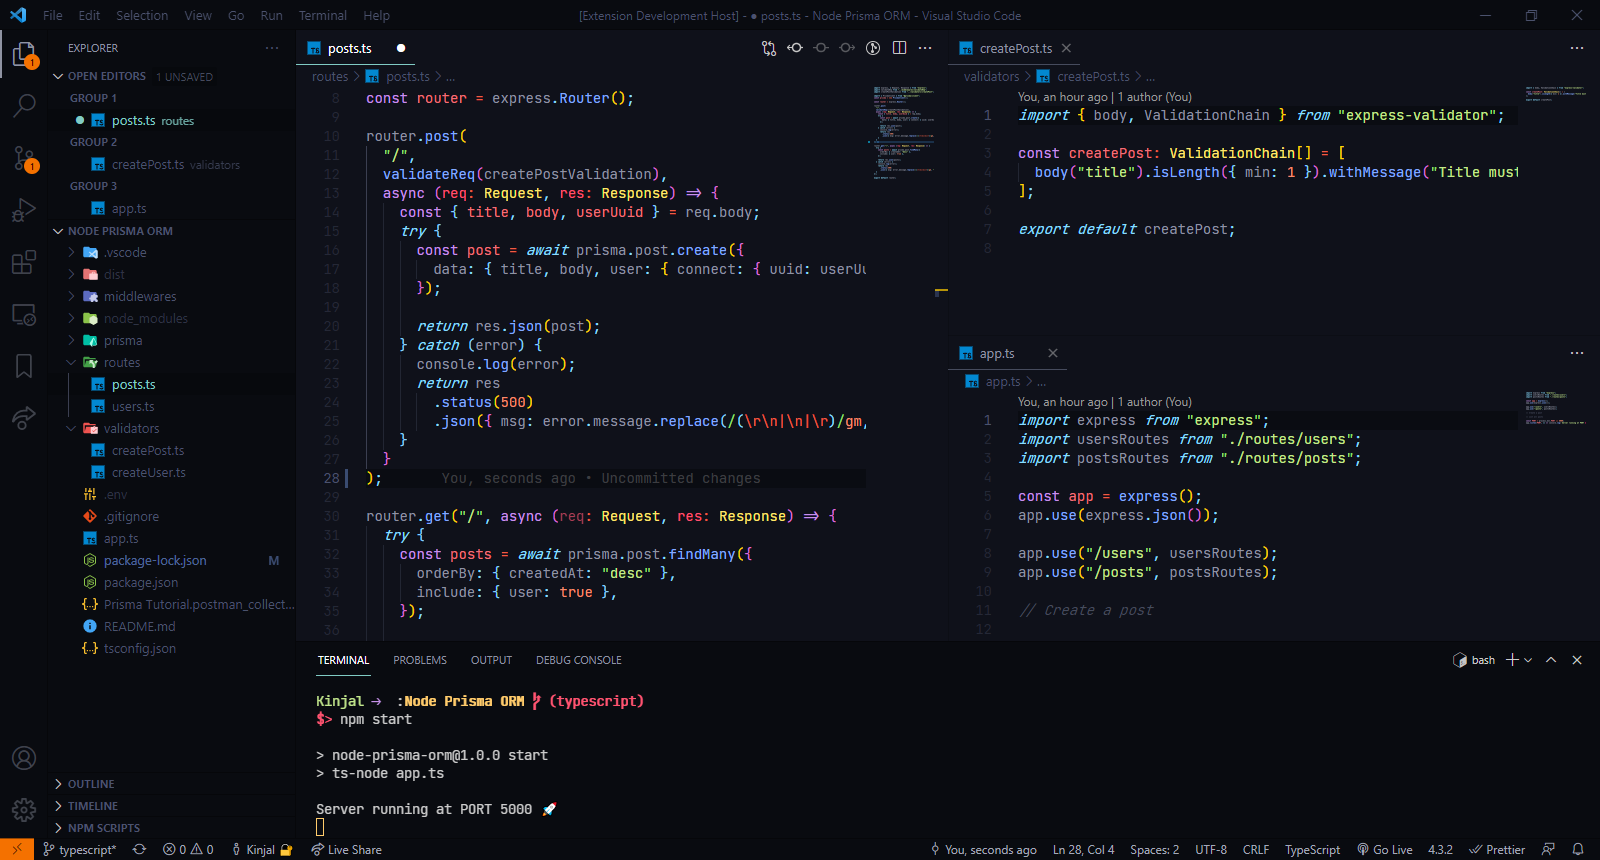 File Edit Selection View Go Run Terminal Help
[Extension Development Host] - ● posts.ts - Node Prisma ORM - Visual Studio Code
EXPLORER
OPEN EDITORS 1 UNSAVED
GROUP 1
posts.ts routes
GROUP 2
createPost.ts validators
GROUP 3
app.ts
NODE PRISMA ORM
.vscode
dist
middlewares
node_modules
prisma
routes
posts.ts
users.ts
validators
createPost.ts
createUser.ts
.env
.gitignore
app.ts
package-lock.json M
package.json
Prisma Tutorial.postman_collect...
README.md
tsconfig.json
OUTLINE
TIMELINE
NPM SCRIPTS
posts.ts
routes > posts.ts > ...
8 const router = express.Router();
9
10 router.post(
11 "/",
12 validateReq(createPostValidation),
13 async (req: Request, res: Response) => {
14 const { title, body, userUuid } = req.body;
15 try {
16 const post = await prisma.post.create({
17 data: { title, body, user: { connect: { uuid: userUu
18 });
19
20 return res.json(post);
21 } catch (error) {
22 console.log(error);
23 return res
24 .status(500)
25 .json({ msg: error.message.replace(/(\r\n|\n|\r)/gm,
26 }
27 }
28 ); You, seconds ago • Uncommitted changes
29
30 router.get("/", async (req: Request, res: Response) => {
31 try {
32 const posts = await prisma.post.findMany({
33 orderBy: { createdAt: "desc" },
34 include: { user: true },
35 });
36
createPost.ts
validators > createPost.ts > ...
You, an hour ago | 1 author (You)
1 import { body, ValidationChain } from "express-validator";
2
3 const createPost: ValidationChain[] = [
4 body("title").isLength({ min: 1 }).withMessage("Title must
5 ];
6
7 export default createPost;
8
app.ts
app.ts > ...
You, an hour ago | 1 author (You)
1 import express from "express";
2 import usersRoutes from "./routes/users";
3 import postsRoutes from "./routes/posts";
4
5 const app = express();
6 app.use(express.json());
7
8 app.use("/users", usersRoutes);
9 app.use("/posts", postsRoutes);
10
11 // Create a post
12
TERMINAL PROBLEMS OUTPUT DEBUG CONSOLE
bash
Kinjal → :Node Prisma ORM (typescript)
$> npm start
> node-prisma-orm@1.0.0 start
> ts-node app.ts
Server running at PORT 5000 🚀
typescript* 0 0 Kinjal 🔐 Live Share
You, seconds ago Ln 28, Col 4 Spaces: 2 UTF-8 CRLF TypeScript Go Live 4.3.2 Prettier
1
1